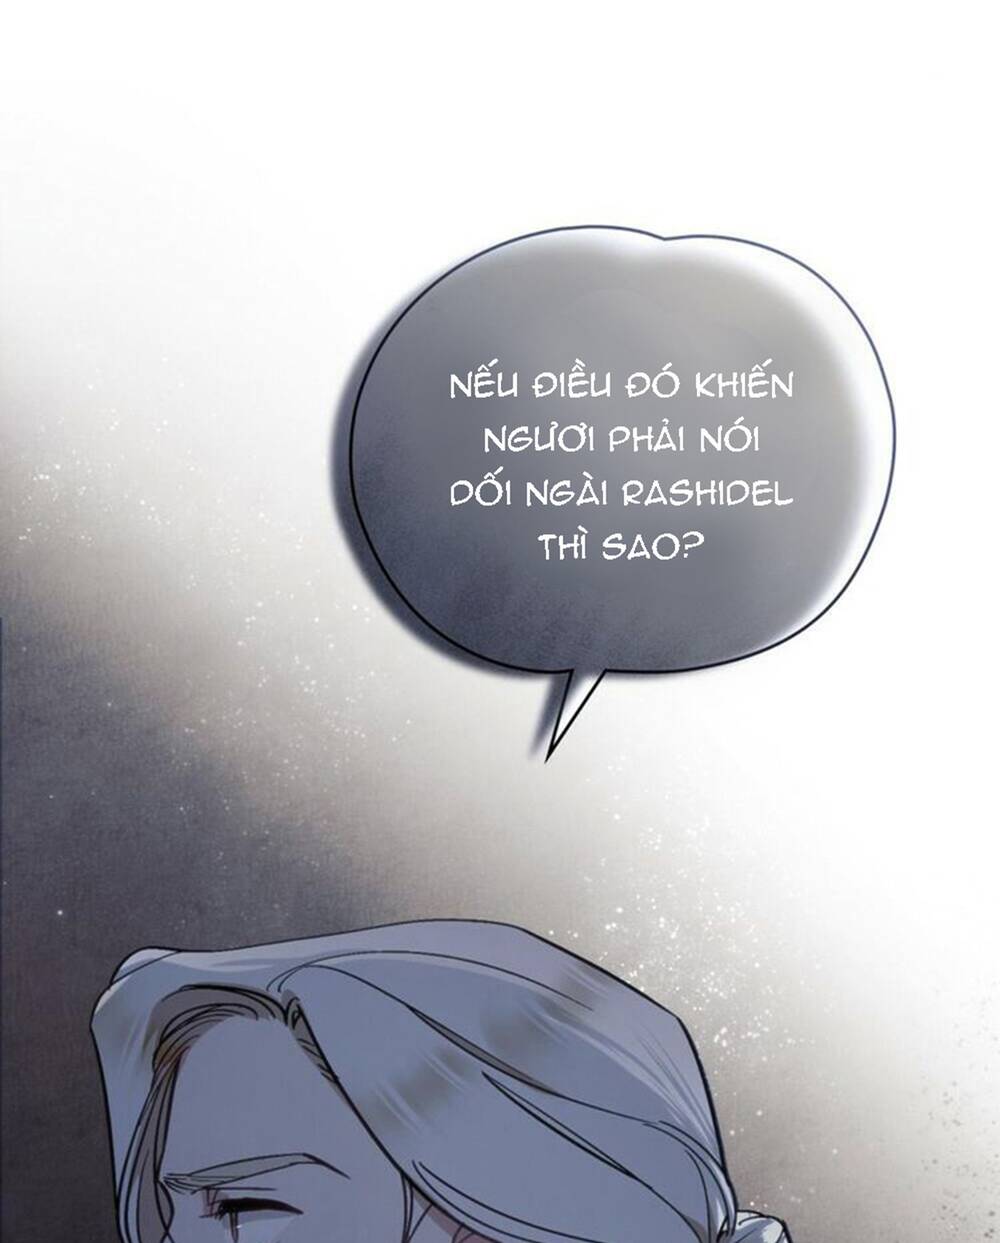 NẾU ĐIỀU ĐÓ KHIẾN
NGƯƠI PHẢI NÓI
DỐI NGÀI RASHIDEL
THÌ SAO?